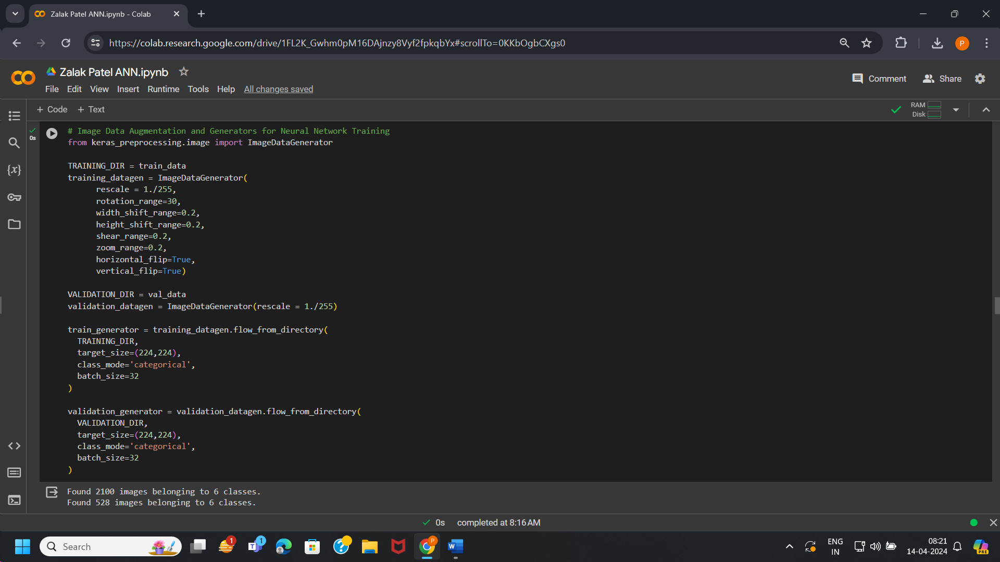 Zalak Patel ANN.ipynb - Colab
https://colab.research.google.com/drive/1FL2K_Gwhm0pM16DAjnzy8Vyf2fpkqbYx#scrollTo=0KKbOgbCXgs0
P
Zalak Patel ANN.ipynb
Comment
Share
File Edit View Insert Runtime Tools Help All changes saved
+ Code + Text
RAM
Disk
0s
# Image Data Augmentation and Generators for Neural Network Training
from keras_preprocessing.image import ImageDataGenerator
TRAINING_DIR = train_data
training_datagen = ImageDataGenerator(
rescale = 1./255,
rotation_range=30,
width_shift_range=0.2,
height_shift_range=0.2,
shear_range=0.2,
zoom_range=0.2,
horizontal_flip=True,
vertical_flip=True)
VALIDATION_DIR = val_data
validation_datagen = ImageDataGenerator(rescale = 1./255)
train_generator = training_datagen.flow_from_directory(
TRAINING_DIR,
target_size=(224,224),
class_mode='categorical',
batch_size=32
)
validation_generator = validation_datagen.flow_from_directory(
VALIDATION_DIR,
target_size=(224,224),
class_mode='categorical',
batch_size=32
)
Found 2100 images belonging to 6 classes.
Found 528 images belonging to 6 classes.
0s completed at 8:16 AM
Search
1
1
P
W
ENG
IN
08:21
14-04-2024
PRE